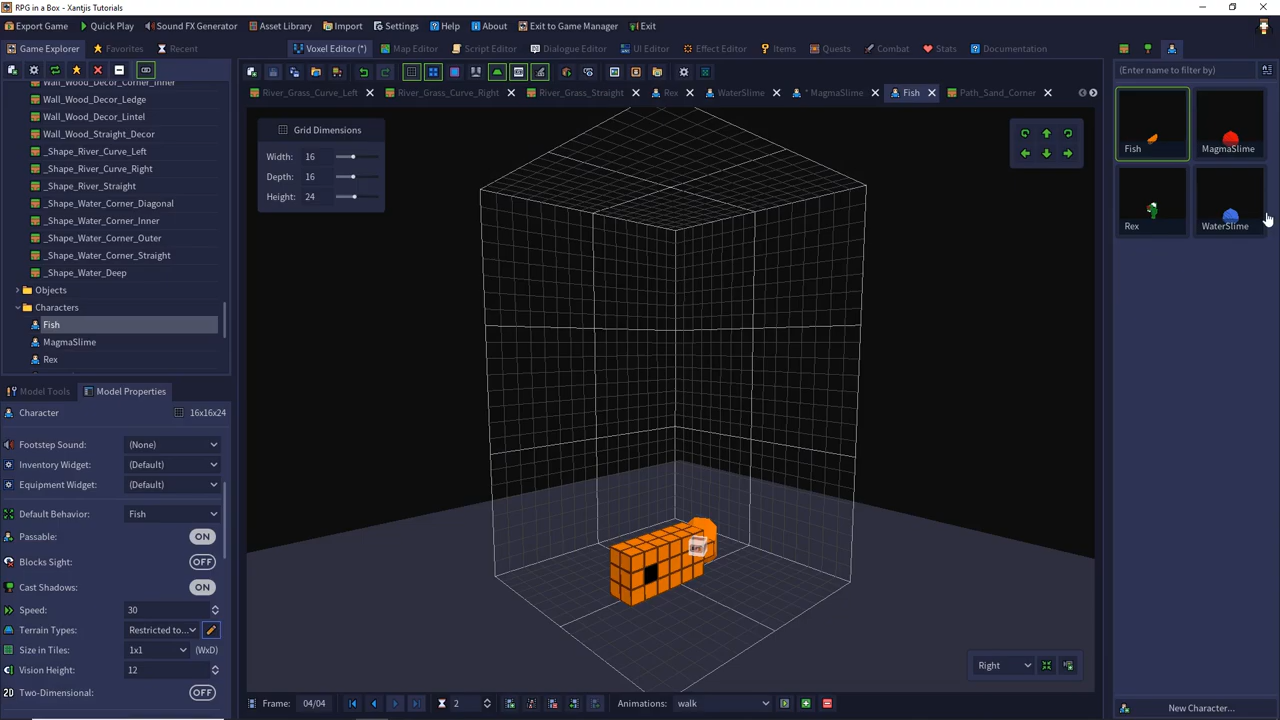 RPG in a Box - Xantjis Tutorials
Export Game
Quick Play
Sound FX Generator
Asset Library
Import
Settings
Help
About
Exit to Game Manager
Exit
Game Explorer
Favorites
Recent
Voxel Editor (*)
Map Editor
Script Editor
Dialogue Editor
UI Editor
Effect Editor
Items
Quests
Combat
Stats
Documentation
River_Grass_Curve_Left
River_Grass_Curve_Right
River_Grass_Straight
Rex
WaterSlime
* MagmaSlime
Fish
Path_Sand_Corner
(Enter name to filter by)
Wall_Wood_Decor_Corner_Inner
Wall_Wood_Decor_Ledge
Wall_Wood_Decor_Lintel
Wall_Wood_Straight_Decor
_Shape_River_Curve_Left
_Shape_River_Curve_Right
_Shape_River_Straight
_Shape_Water_Corner_Diagonal
_Shape_Water_Corner_Inner
_Shape_Water_Corner_Outer
_Shape_Water_Corner_Straight
_Shape_Water_Deep
Objects
Characters
Fish
MagmaSlime
Rex
Grid Dimensions
Width: 16
Depth: 16
Height: 24
Fish
MagmaSlime
Rex
WaterSlime
Model Tools
Model Properties
Character
16x16x24
Footstep Sound: (None)
Inventory Widget: (Default)
Equipment Widget: (Default)
Default Behavior: Fish
Passable: ON
Blocks Sight: OFF
Cast Shadows: ON
Speed: 30
Terrain Types: Restricted to...
Size in Tiles: 1x1 (WxD)
Vision Height: 12
Two-Dimensional: OFF
Right
Frame: 04/04
2
Animations: walk
New Character...